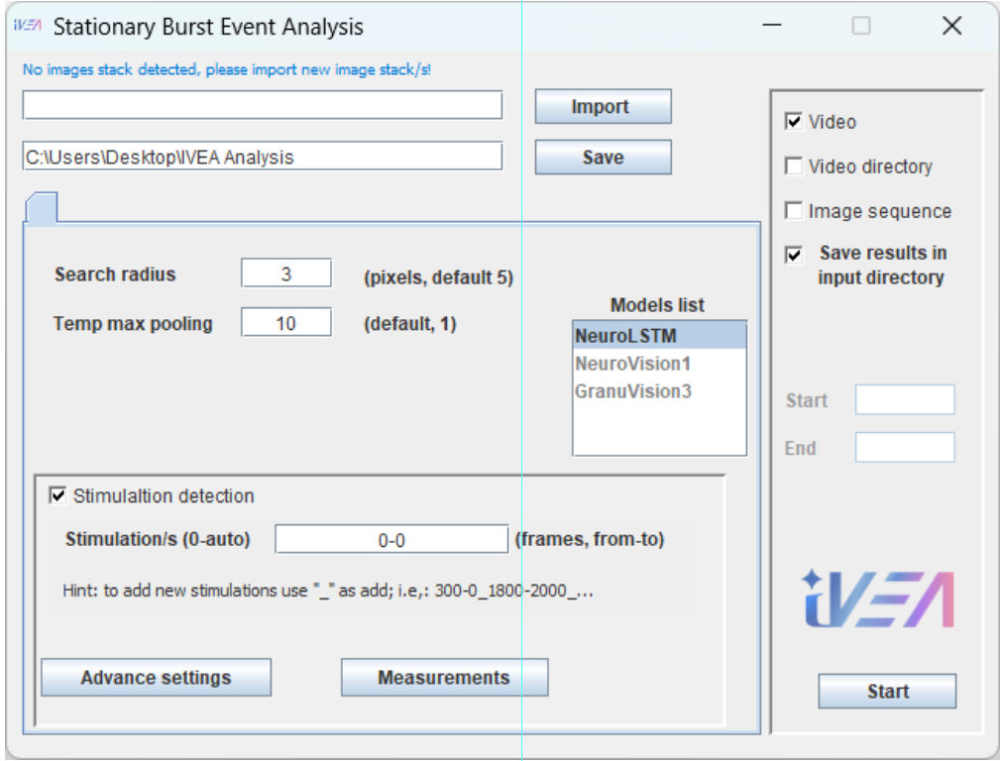 iVEA Stationary Burst Event Analysis
No images stack detected, please import new image stack/s!
Import
C:\Users\Desktop\IVEA Analysis
Save
Search radius 3 (pixels, default 5)
Temp max pooling 10 (default, 1)
Models list
NeuroLSTM
NeuroVision1
GranuVision3
Stimulaltion detection
Stimulation/s (0-auto) 0-0 (frames, from-to)
Hint: to add new stimulations use "_" as add; i.e,: 300-0_1800-2000_...
Advance settings
Measurements
Video
Video directory
Image sequence
Save results in
input directory
Start
End
iVEA
Start